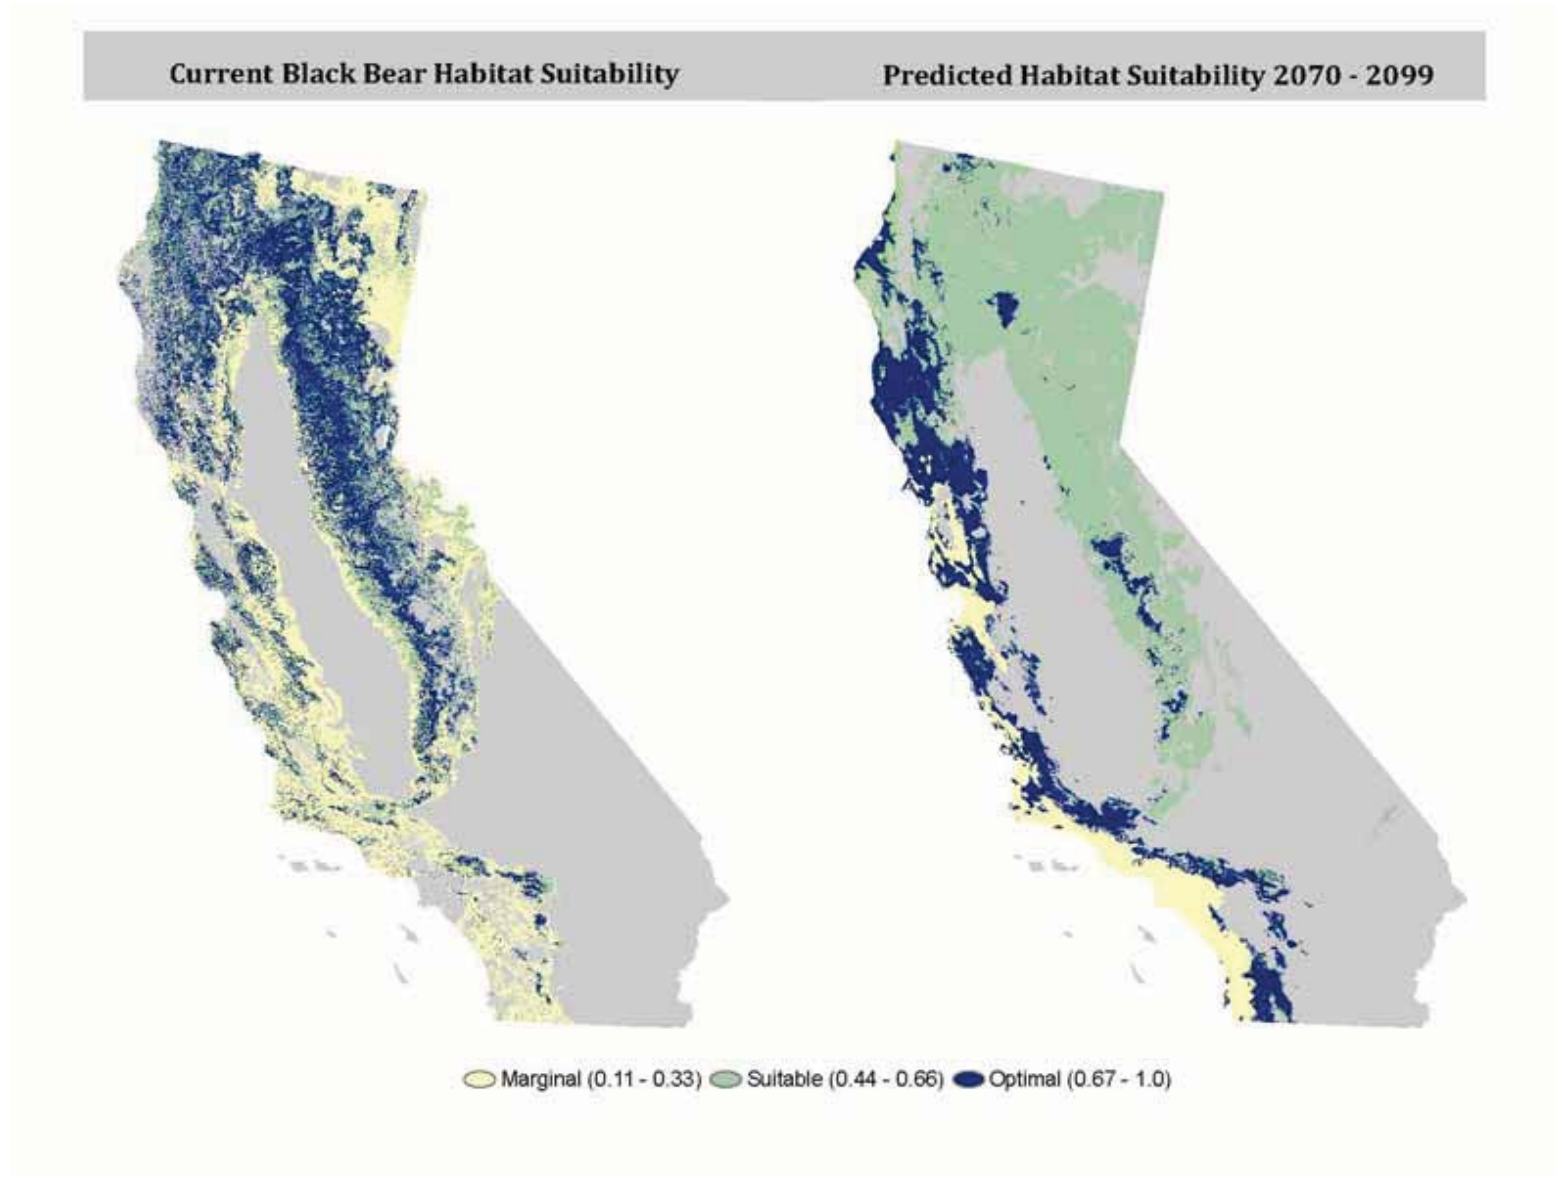 Current Black Bear Habitat Suitability
Predicted Habitat Suitability 2070 - 2099
Marginal (0.11 - 0.33) Suitable (0.44 - 0.66) Optimal (0.67 - 1.0)